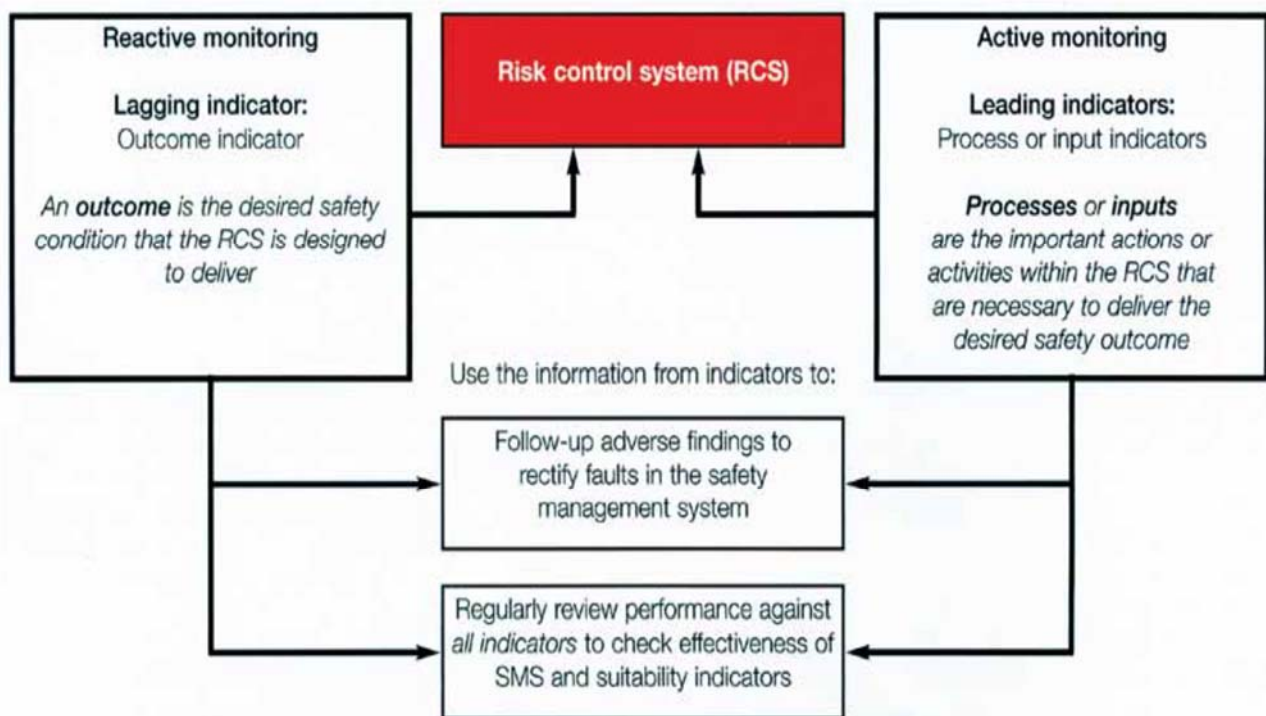 Reactive monitoring
Lagging indicator:
Outcome indicator
An outcome is the desired safety
condition that the RCS is designed
to deliver
Risk control system (RCS)
Active monitoring
Leading indicators:
Process or input indicators
Processes or inputs
are the important actions or
activities within the RCS that
are necessary to deliver the
desired safety outcome
Use the information from indicators to:
Follow-up adverse findings to
rectify faults in the safety
management system
Regularly review performance against
all indicators to check effectiveness of
SMS and suitability indicators